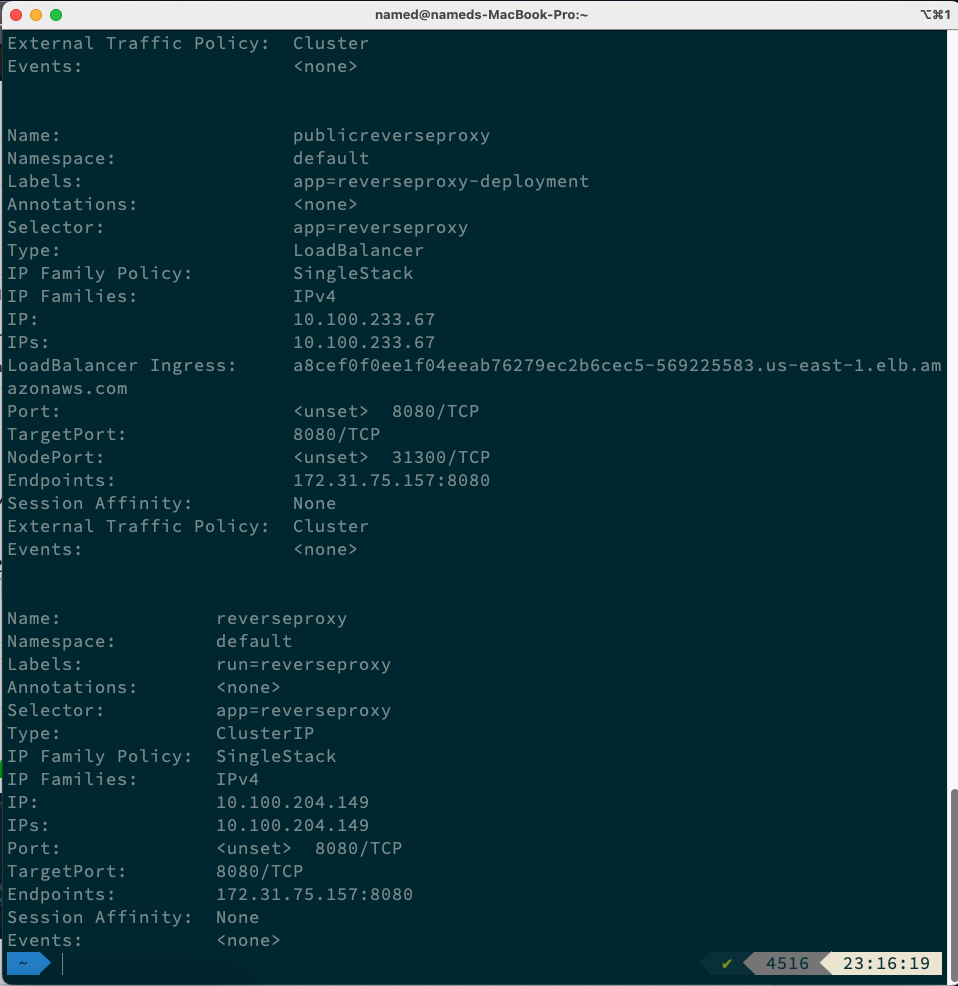 named@nameds-MacBook-Pro:~
⌥⌘1
External Traffic Policy:  Cluster
Events:                   <none>
Name:                     publicreverseproxy
Namespace:                default
Labels:                   app=reverseproxy-deployment
Annotations:              <none>
Selector:                 app=reverseproxy
Type:                     LoadBalancer
IP Family Policy:         SingleStack
IP Families:              IPv4
IP:                       10.100.233.67
IPs:                      10.100.233.67
LoadBalancer Ingress:     a8cef0f0ee1f04eeab76279ec2b6cec5-569225583.us-east-1.elb.am
azonaws.com
Port:                     <unset>  8080/TCP
TargetPort:               8080/TCP
NodePort:                 <unset>  31300/TCP
Endpoints:                172.31.75.157:8080
Session Affinity:         None
External Traffic Policy:  Cluster
Events:                   <none>
Name:              reverseproxy
Namespace:         default
Labels:            run=reverseproxy
Annotations:       <none>
Selector:          app=reverseproxy
Type:              ClusterIP
IP Family Policy:  SingleStack
IP Families:       IPv4
IP:                10.100.204.149
IPs:               10.100.204.149
Port:              <unset>  8080/TCP
TargetPort:        8080/TCP
Endpoints:         172.31.75.157:8080
Session Affinity:  None
Events:            <none>
~ ✔ 4516 23:16:19